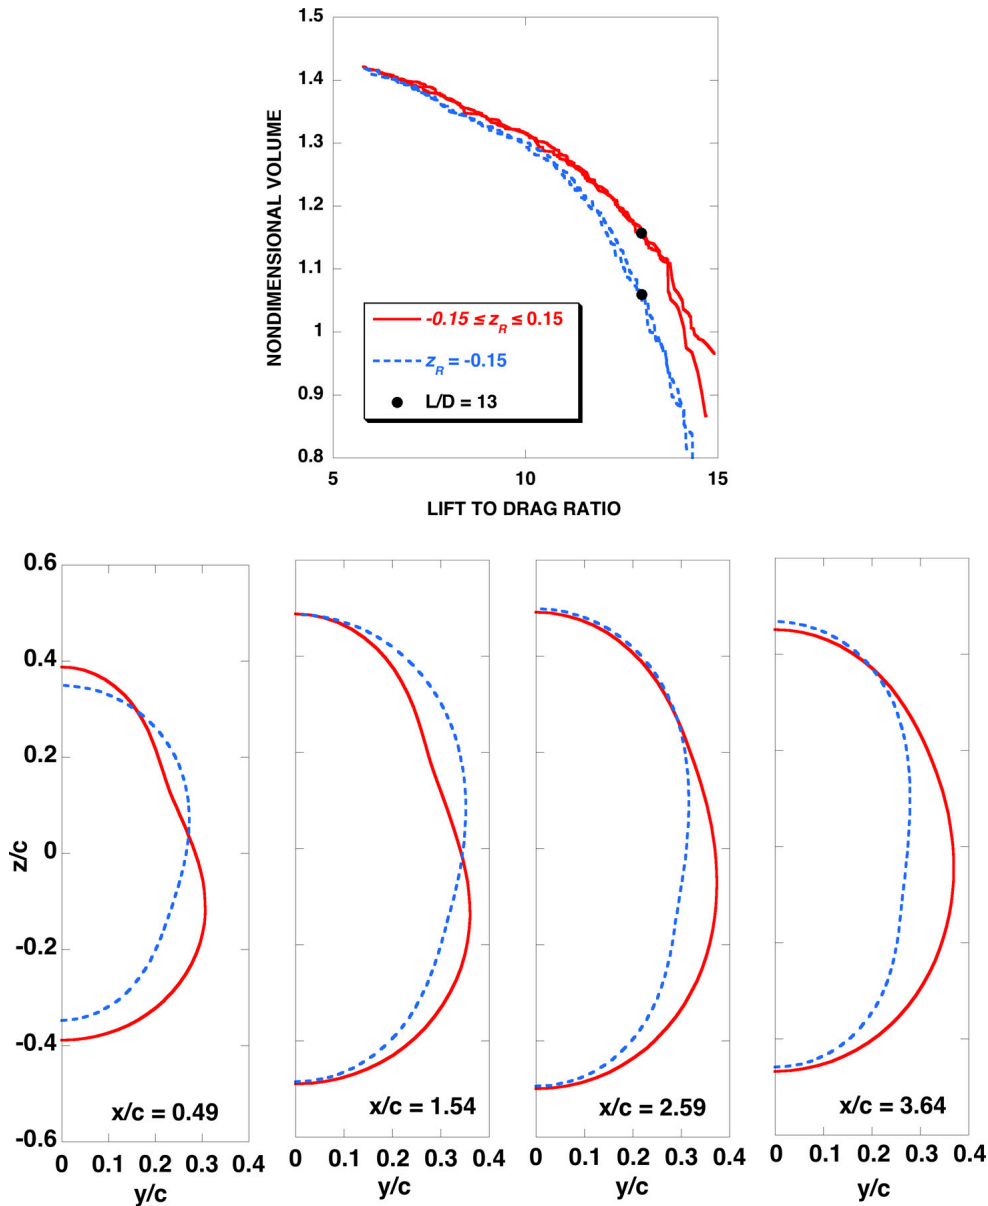 1.5
1.4
1.3
1.2
1.1
1
0.9
0.8
NONDIMENSIONAL VOLUME
-0.15 ≤ z_R ≤ 0.15
z_R = -0.15
L/D = 13
5 10 15
LIFT TO DRAG RATIO
0.6
0.4
0.2
0
-0.2
-0.4
-0.6
z/c
x/c = 0.49
0 0.1 0.2 0.3 0.4
y/c
x/c = 1.54
0 0.1 0.2 0.3 0.4
y/c
x/c = 2.59
0 0.1 0.2 0.3 0.4
y/c
x/c = 3.64
0 0.1 0.2 0.3 0.4
y/c